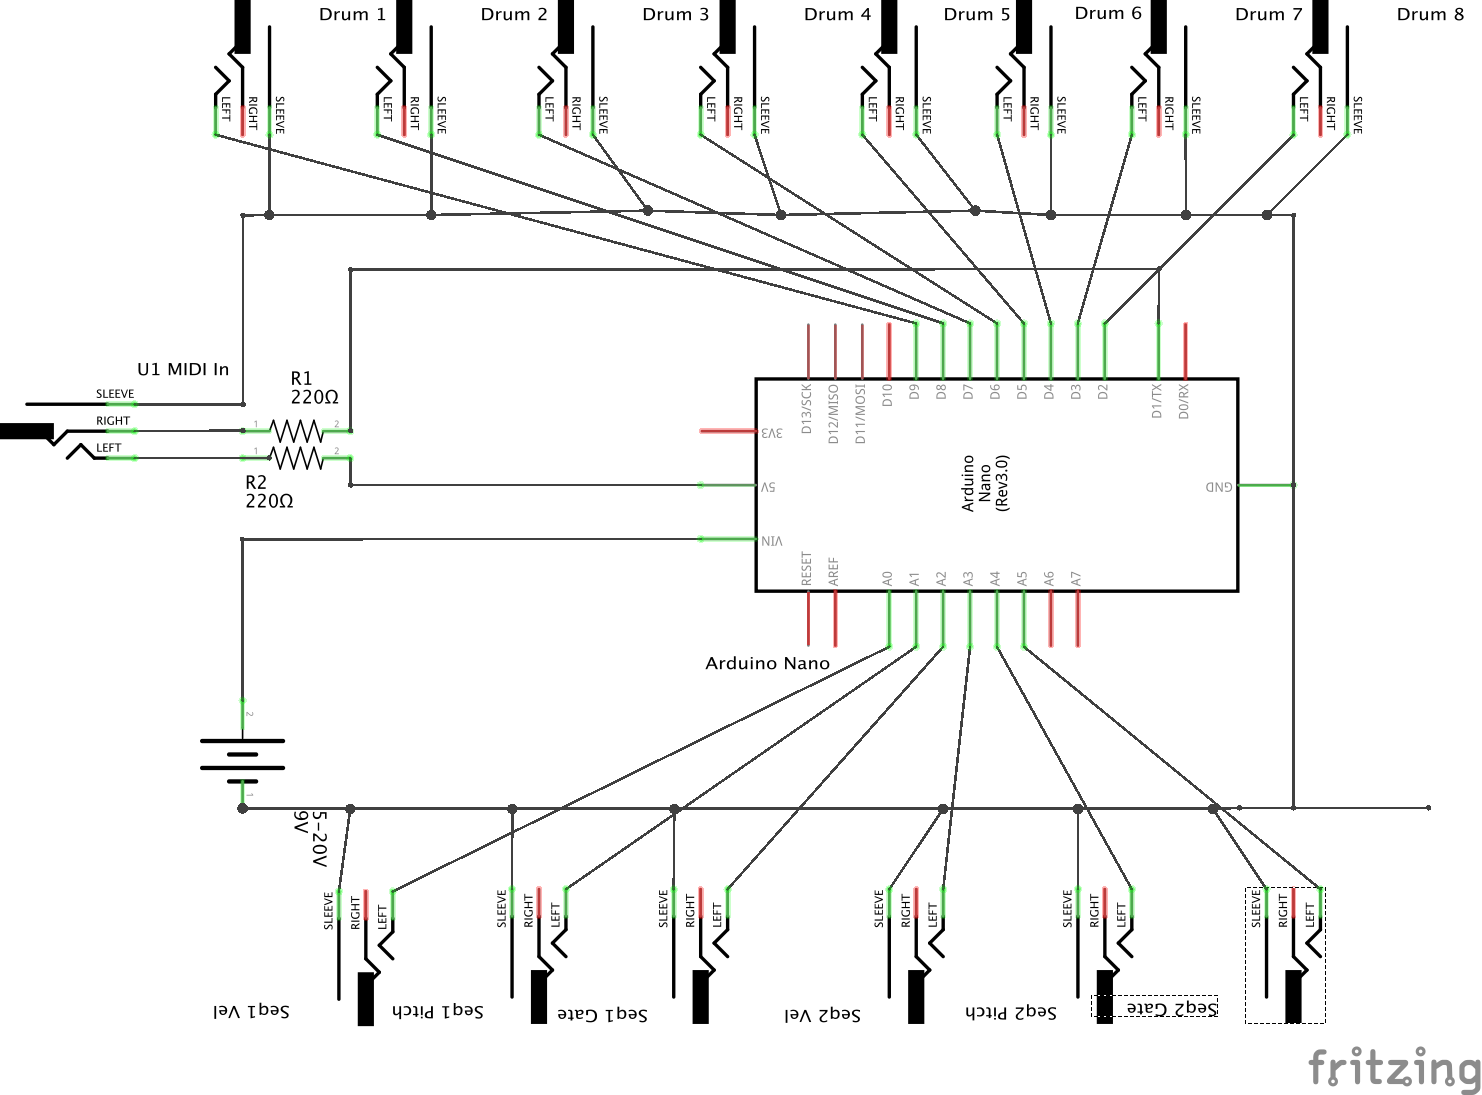 Drum 1 Drum 2 Drum 3 Drum 4 Drum 5 Drum 6 Drum 7 Drum 8
LEFT RIGHT SLEEVE LEFT RIGHT SLEEVE LEFT RIGHT SLEEVE LEFT RIGHT SLEEVE LEFT RIGHT SLEEVE LEFT RIGHT SLEEVE LEFT RIGHT SLEEVE LEFT RIGHT SLEEVE
U1 MIDI In
SLEEVE
RIGHT
LEFT
R1
220Ω
1 2
1 2
R2
220Ω
D13/SCK D12/MISO D11/MOSI D10 D9 D8 D7 D6 D5 D4 D3 D2 D1/TX D0/RX
3V3
5V
VIN
Arduino
Nano
(Rev3.0)
GND
RESET AREF A0 A1 A2 A3 A4 A5 A6 A7
Arduino Nano
2
1
5-20V
9V
SLEEVE RIGHT LEFT SLEEVE RIGHT LEFT SLEEVE RIGHT LEFT SLEEVE RIGHT LEFT SLEEVE RIGHT LEFT SLEEVE RIGHT LEFT
Seq1 Vel Seq1 Pitch Seq1 Gate Seq2 Vel Seq2 Pitch Seq2 Gate
fritzing